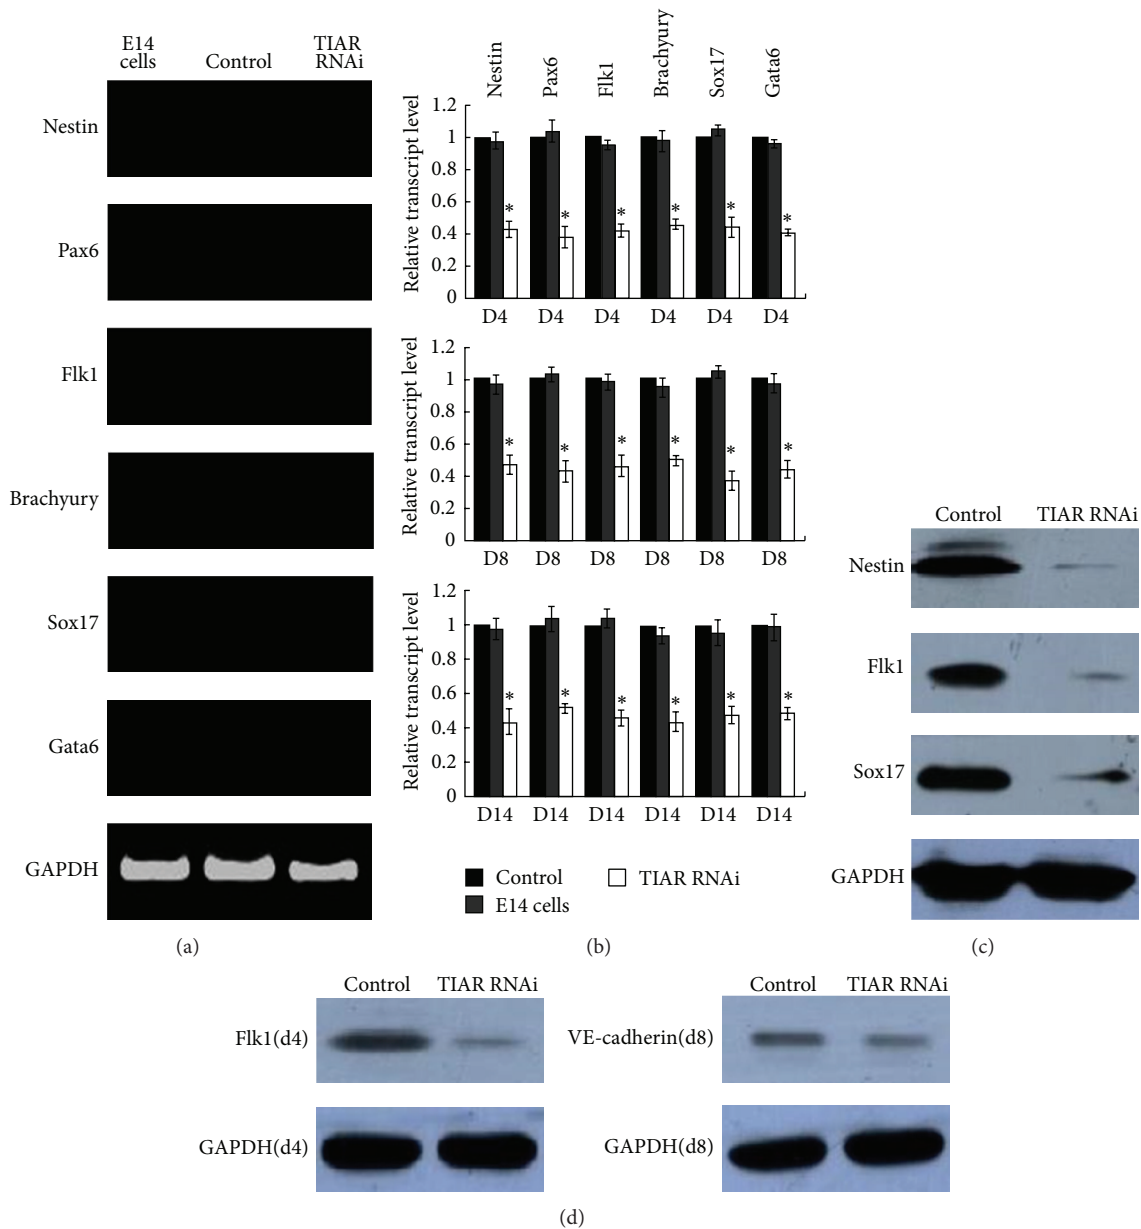 E14
cells
Control
TIAR
RNAi
Nestin
Pax6
Flk1
Brachyury
Sox17
Gata6
GAPDH
(a)
Nestin
Pax6
Flk1
Brachyury
Sox17
Gata6
Relative transcript level
1.2
1
0.8
0.6
0.4
0.2
0
* * * * * *
D4 D4 D4 D4 D4 D4
Relative transcript level
1.2
1
0.8
0.6
0.4
0.2
0
* * * * * *
D8 D8 D8 D8 D8 D8
Relative transcript level
1.2
1
0.8
0.6
0.4
0.2
0
* * * * * *
D14 D14 D14 D14 D14 D14
Control
TIAR RNAi
E14 cells
(b)
Control TIAR RNAi
Nestin
Flk1
Sox17
GAPDH
(c)
Control TIAR RNAi
Flk1(d4)
GAPDH(d4)
Control TIAR RNAi
VE-cadherin(d8)
GAPDH(d8)
(d)